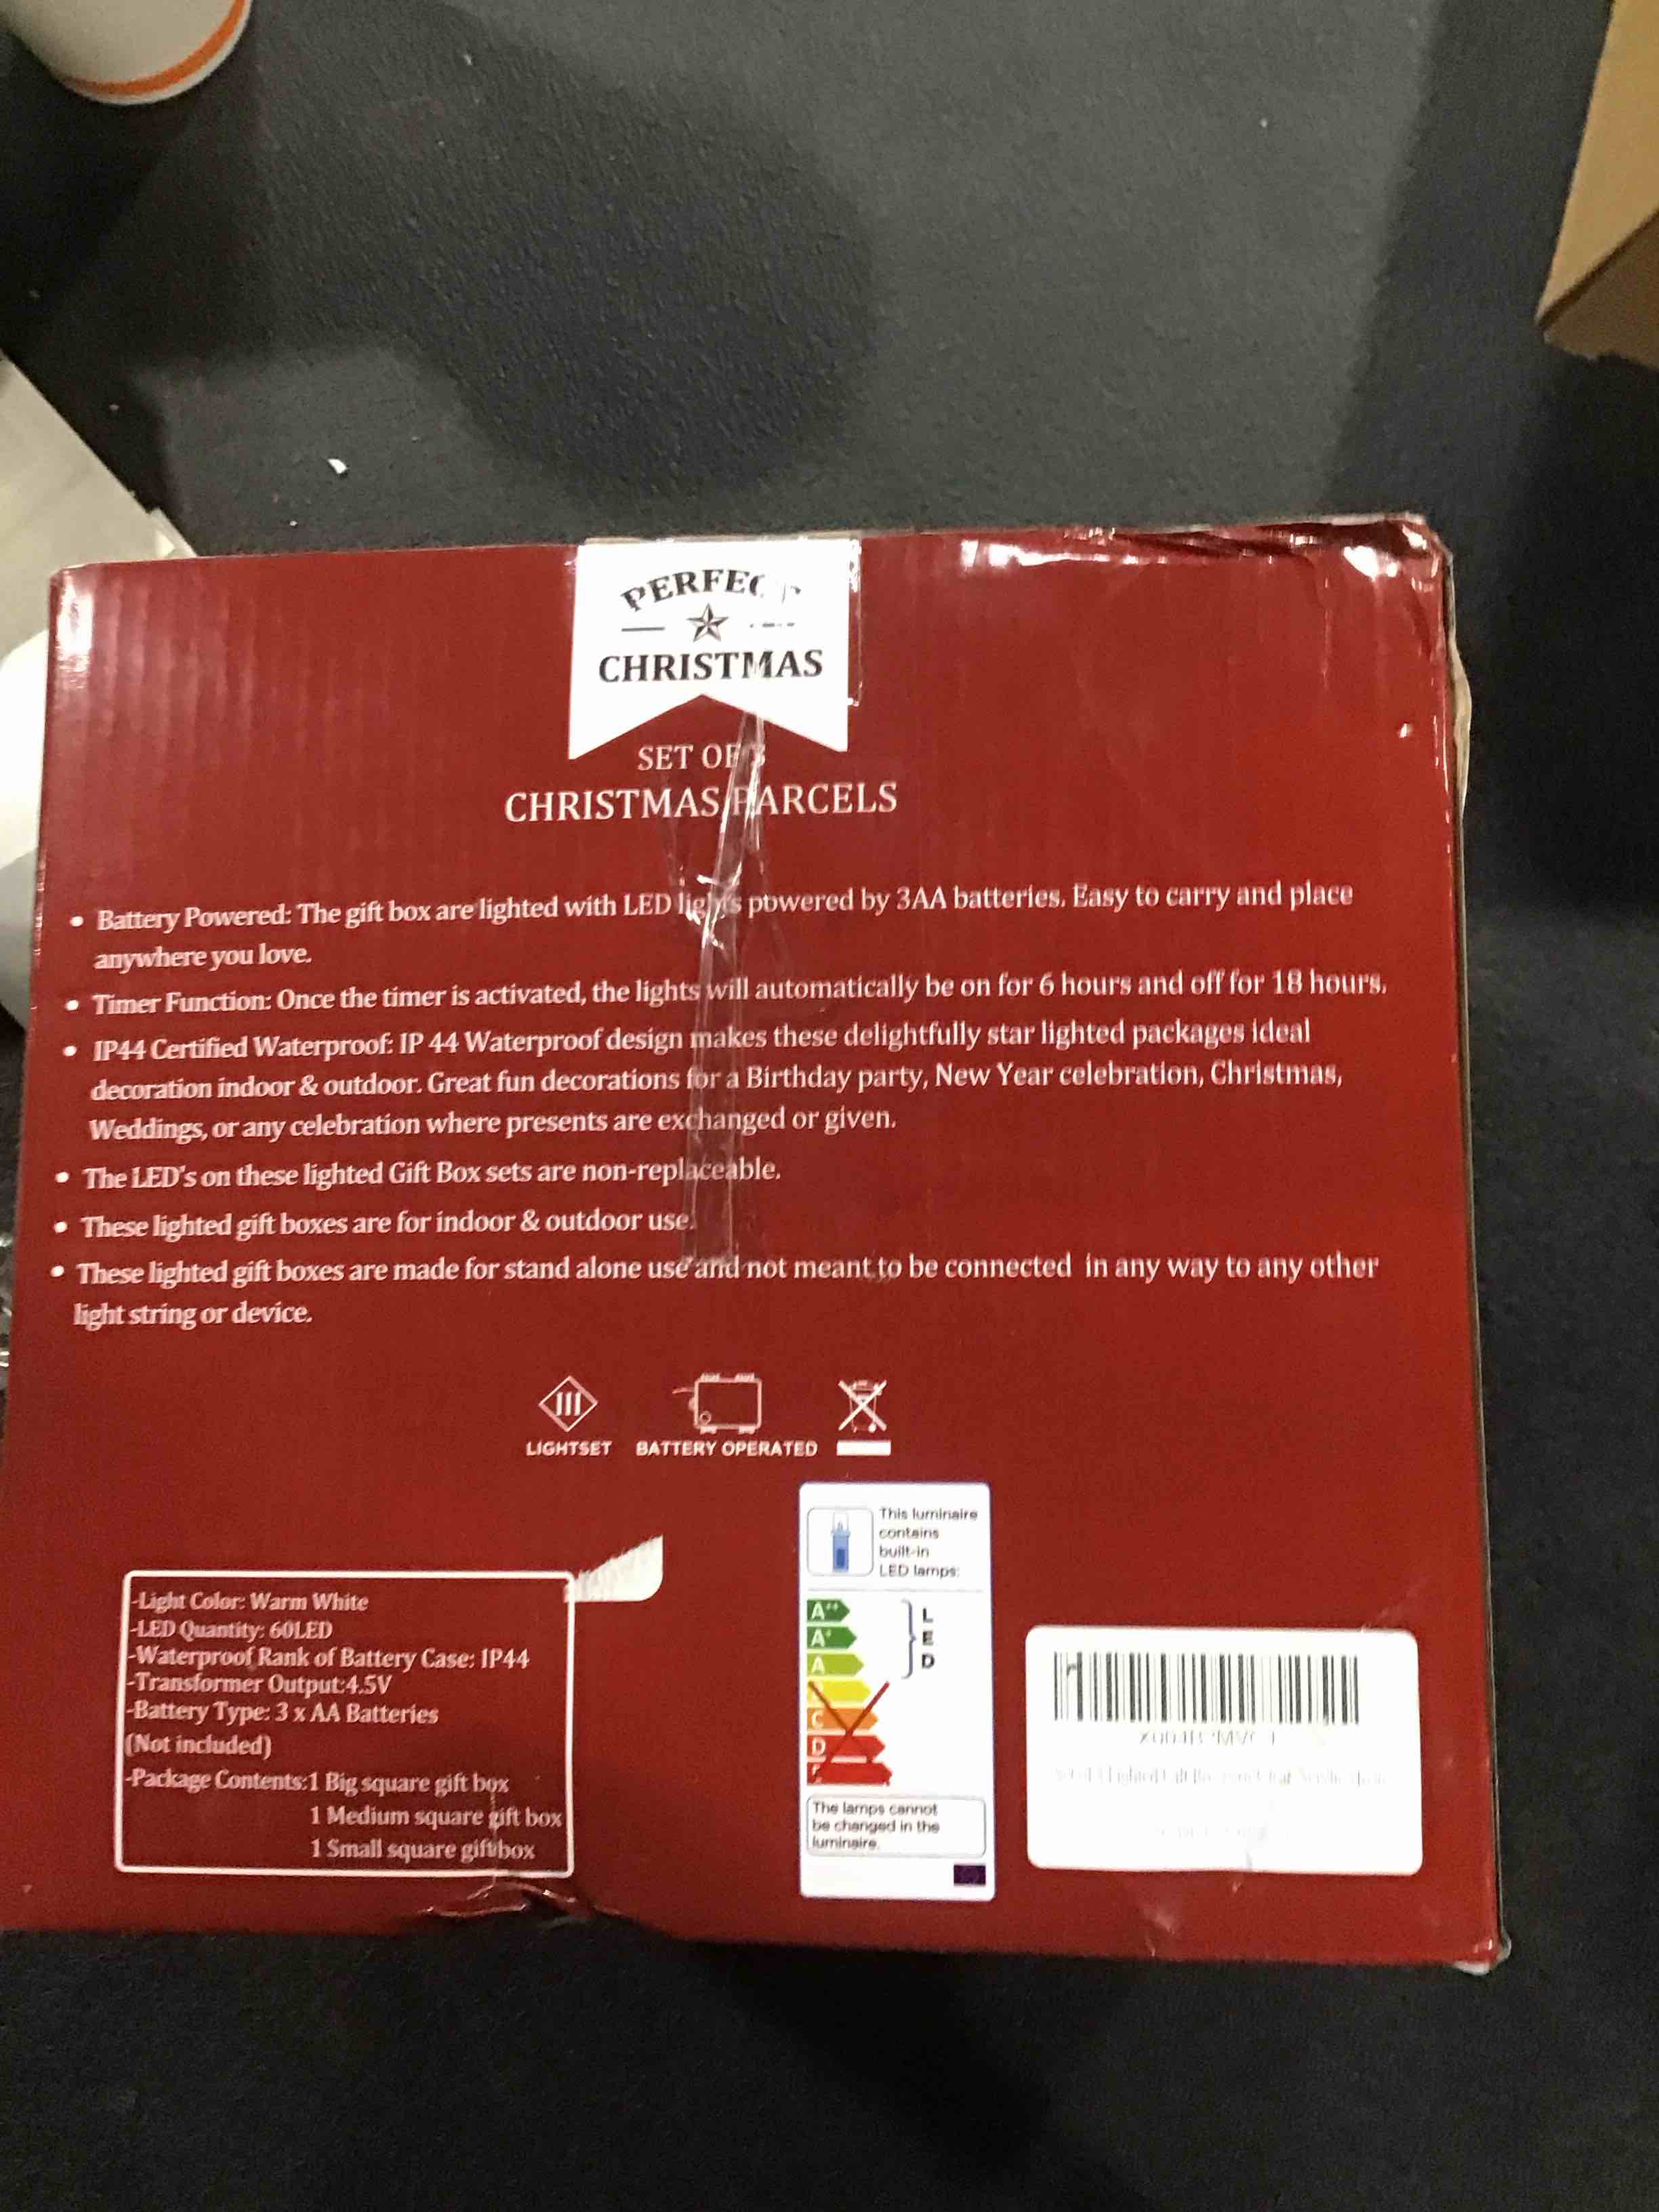 PERFECT
CHRISTMAS
SET OF 3
CHRISTMAS PARCELS
• Battery Powered: The gift box are lighted with LED lights powered by 3AA batteries. Easy to carry and place
anywhere you love.
• Timer Function: Once the timer is activated, the lights will automatically be on for 6 hours and off for 18 hours.
• IP44 Certified Waterproof: IP 44 Waterproof design makes these delightfully star lighted packages ideal
decoration indoor & outdoor. Great fun decorations for a Birthday party, New Year celebration, Christmas,
Weddings, or any celebration where presents are exchanged or given.
• The LED's on these lighted Gift Box sets are non-replaceable.
• These lighted gift boxes are for indoor & outdoor use.
• These lighted gift boxes are made for stand alone use and not meant to be connected in any way to any other
light string or device.
III
LIGHTSET BATTERY OPERATED
-Light Color: Warm White
-LED Quantity: 60LED
-Waterproof Rank of Battery Case: IP44
-Transformer Output:4.5V
-Battery Type: 3 x AA Batteries
(Not included)
-Package Contents:1 Big square gift box
1 Medium square gift box
1 Small square gift box
This luminaire
contains
built-in
LED lamps:
A++
A+
A
C
D
L
E
D
The lamps cannot
be changed in the
luminaire.